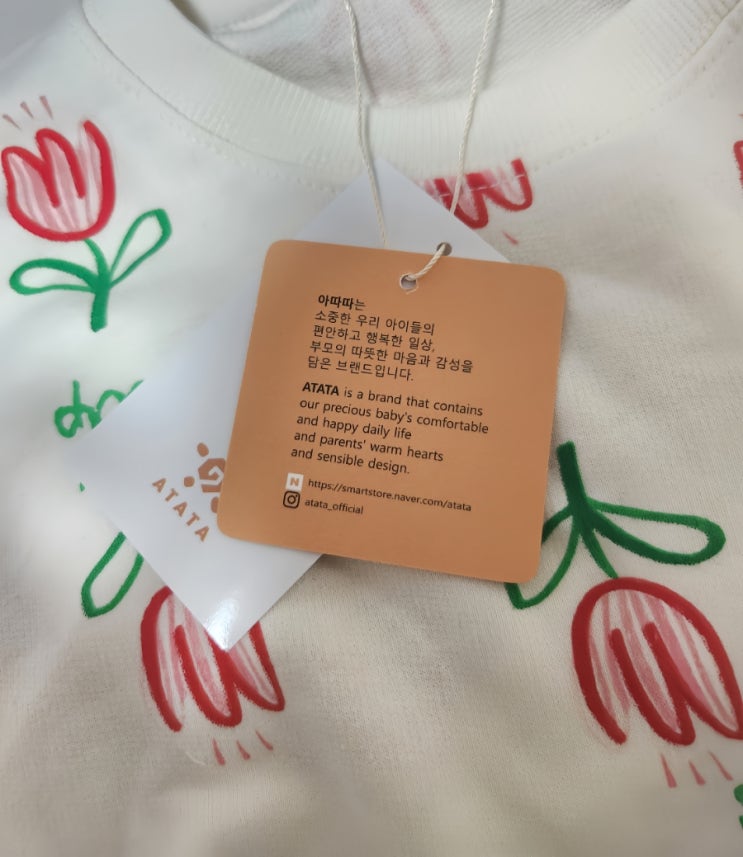 아따따는
소중한 우리 아이들의
편안하고 행복한 일상,
부모의 따뜻한 마음과 감성을
담은 브랜드입니다.
ATATA is a brand that contains
our precious baby's comfortable
and happy daily life
and parents' warm hearts
and sensible design.
N https://smartstore.naver.com/atata
atata_official
ATATA